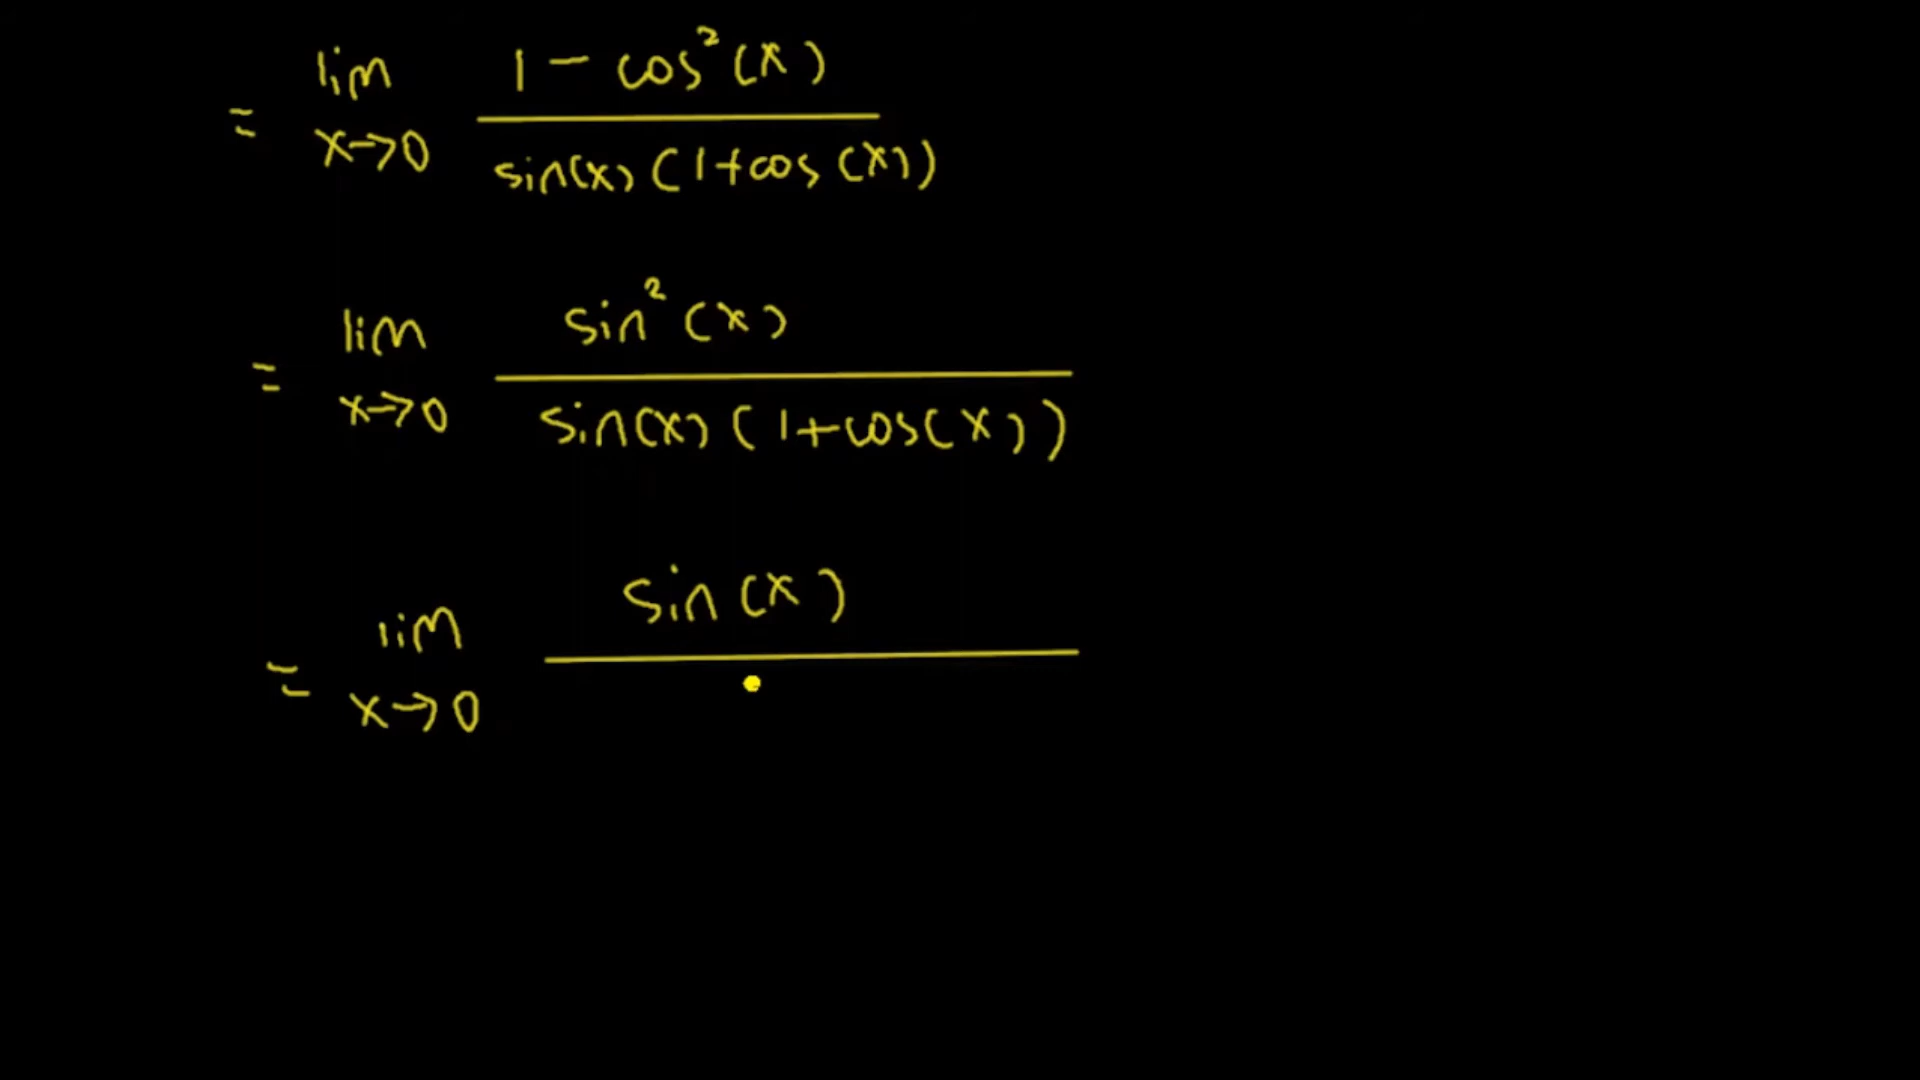 = lim x→0 (1 - cos²(x)) / (sin(x) (1+cos(x)))
= lim x→0 sin²(x) / (sin(x) (1+cos(x)))
= lim x→0 sin(x) /